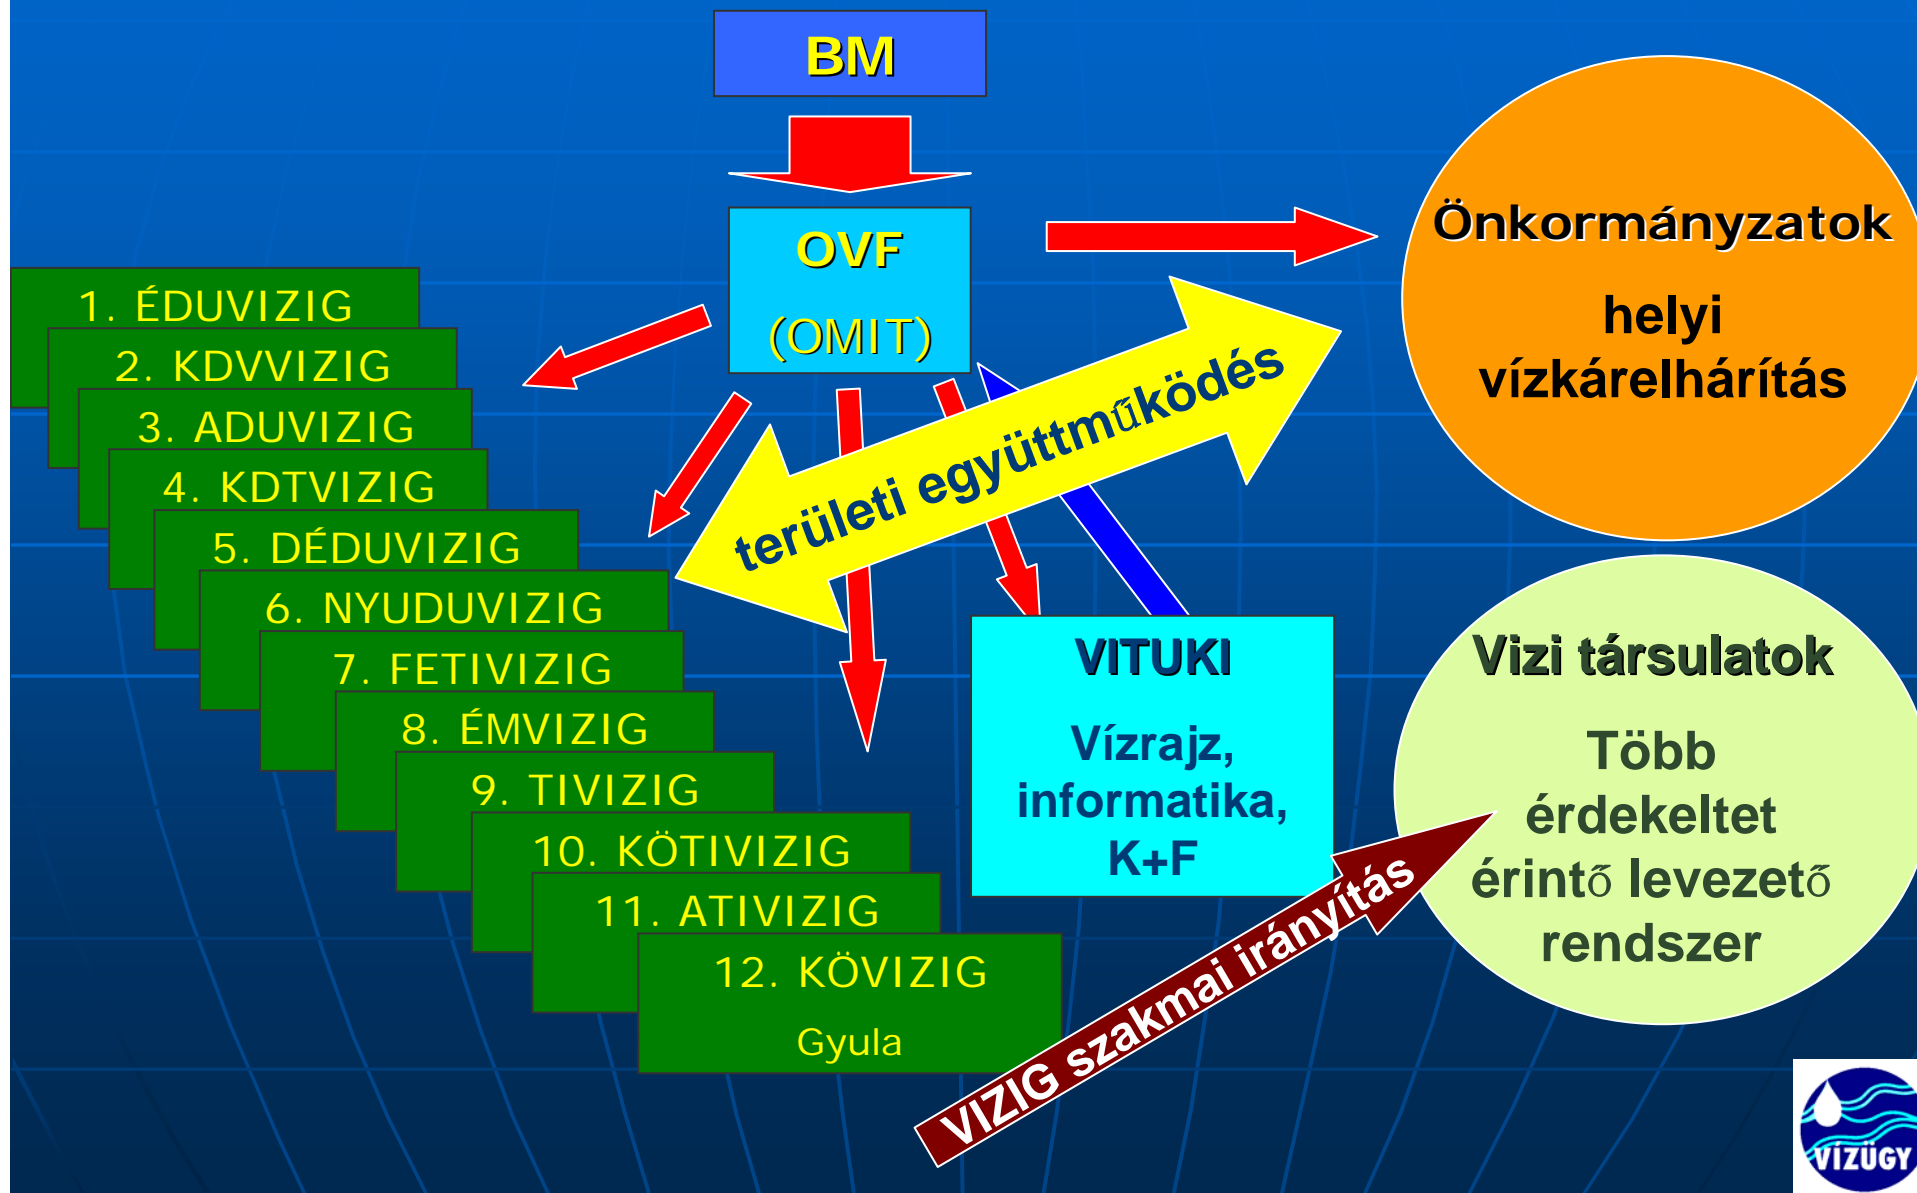 BM
OVF
(OMIT)
Önkormányzatok
helyi
vízkárelhárítás
1. ÉDUVIZIG
2. KDVVIZIG
3. ADUVIZIG
4. KDTVIZIG
5. DÉDUVIZIG
6. NYUDUVIZIG
7. FETIVIZIG
8. ÉMVIZIG
9. TIVIZIG
10. KÖTIVIZIG
11. ATIVIZIG
12. KÖVIZIG
Gyula
területi együttműködés
VITUKI
Vízrajz,
informatika,
K+F
Vizi társulatok
Több
érdekeltet
érintő levezető
rendszer
VIZIG szakmai irányítás
VÍZÜGY